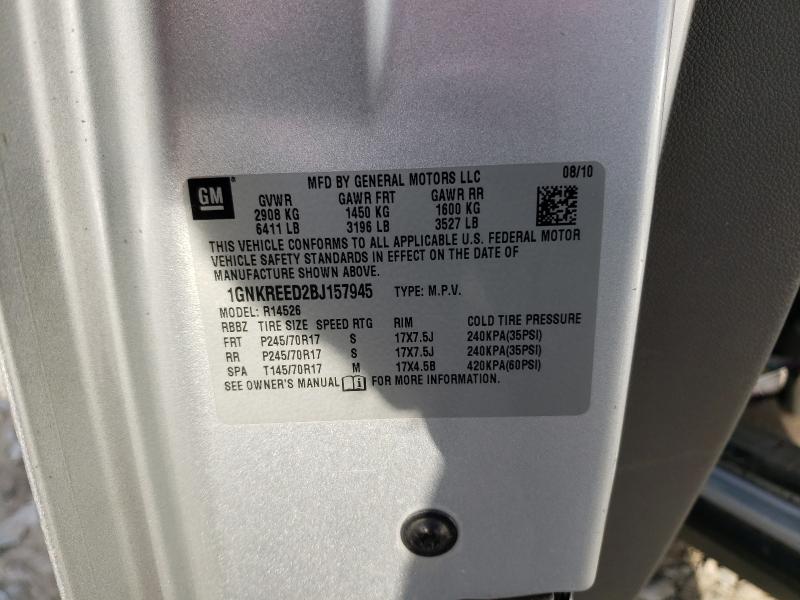 GM
MFD BY GENERAL MOTORS LLC 08/10
GVWR GAWR FRT GAWR RR
2908 KG 1450 KG 1600 KG
6411 LB 3196 LB 3527 LB
THIS VEHICLE CONFORMS TO ALL APPLICABLE U.S. FEDERAL MOTOR
VEHICLE SAFETY STANDARDS IN EFFECT ON THE DATE OF
MANUFACTURE SHOWN ABOVE.
1GNKREED2BJ157945 TYPE: M.P.V.
MODEL: R14526
RBBZ TIRE SIZE SPEED RTG RIM COLD TIRE PRESSURE
FRT P245/70R17 S 17X7.5J 240KPA(35PSI)
RR P245/70R17 S 17X7.5J 240KPA(35PSI)
SPA T145/70R17 M 17X4.5B 420KPA(60PSI)
SEE OWNER'S MANUAL i FOR MORE INFORMATION.